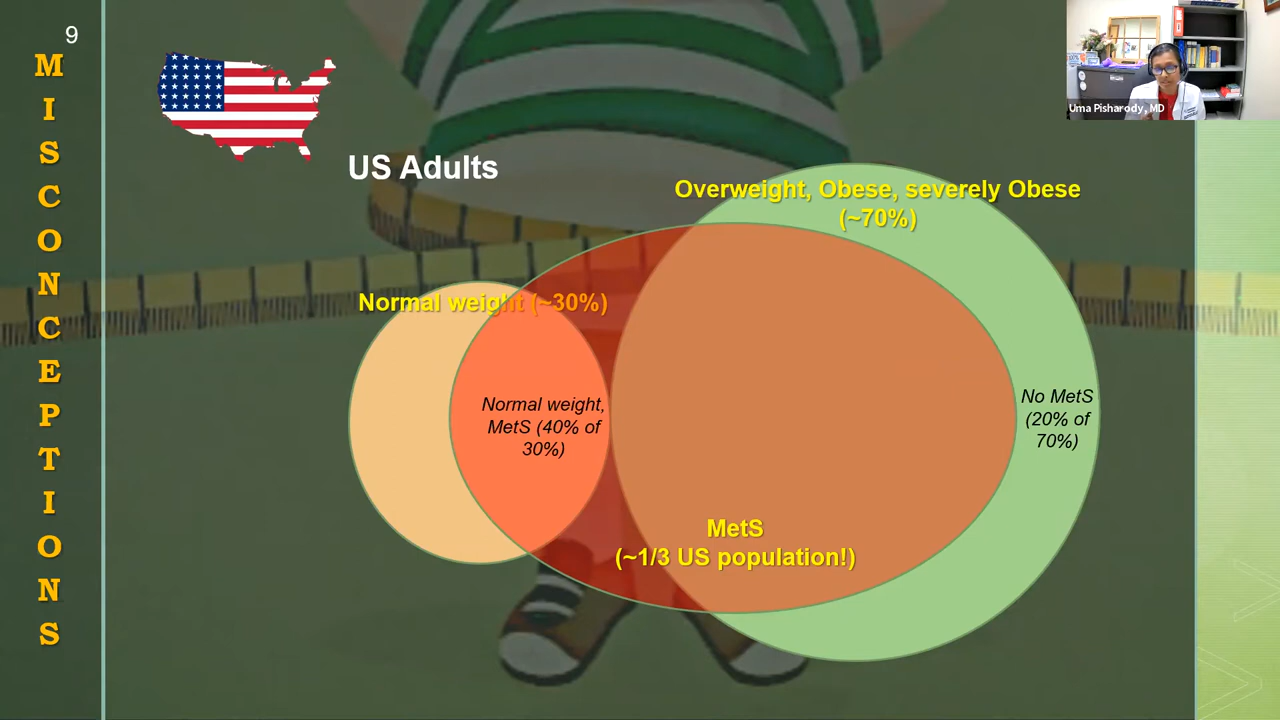 9
MISCONCEPTIONS
US Adults
Overweight, Obese, severely Obese
(~70%)
Normal weight (~30%)
Normal weight,
MetS (40% of
30%)
No MetS
(20% of
70%)
MetS
(~1/3 US population!)
Uma Pisharody, MD